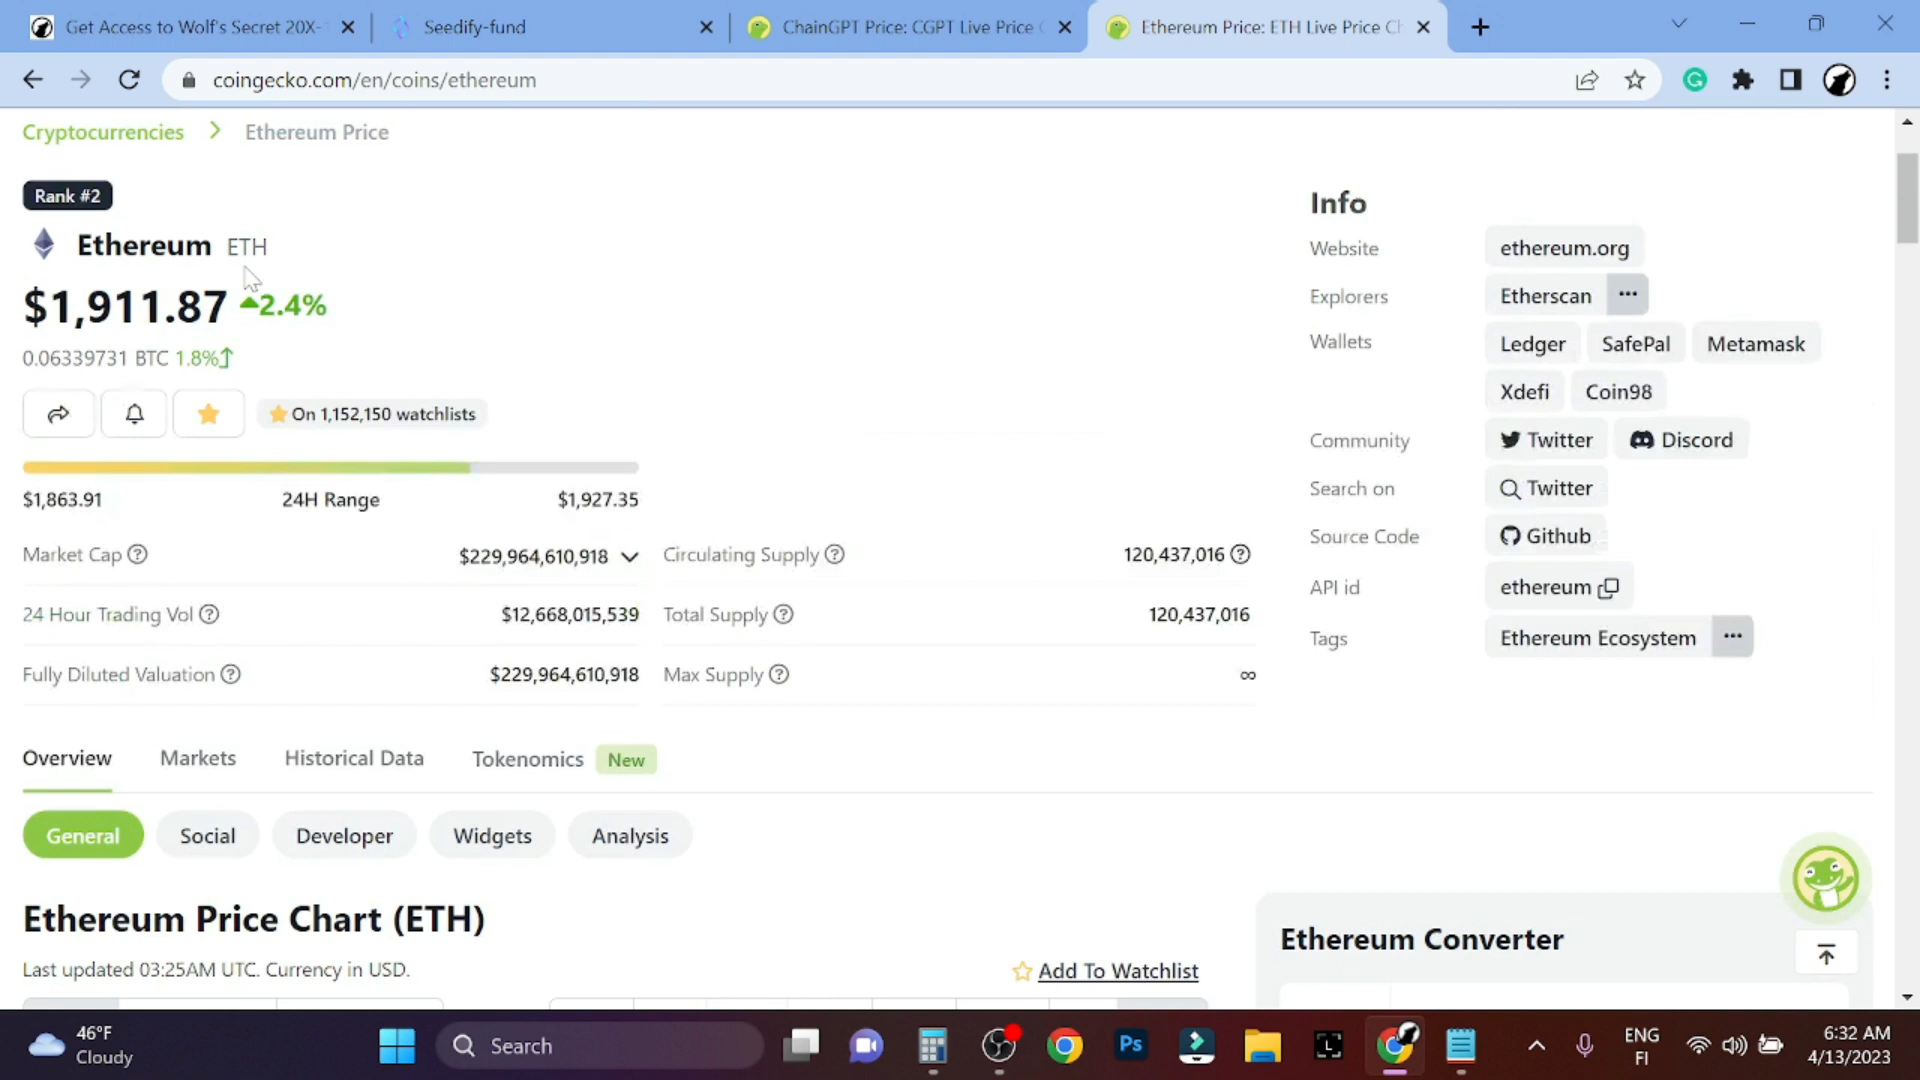 Get Access to Wolf's Secret 20X-
Seedify-fund
ChainGPT Price: CGPT Live Price
Ethereum Price: ETH Live Price Ch
coingecko.com/en/coins/ethereum
Cryptocurrencies
Ethereum Price
Rank #2
Ethereum ETH
$1,911.87 2.4%
0.06339731 BTC 1.8%
On 1,152,150 watchlists
$1,863.91 24H Range $1,927.35
Market Cap $229,964,610,918
Circulating Supply 120,437,016
24 Hour Trading Vol $12,668,015,539
Total Supply 120,437,016
Fully Diluted Valuation $229,964,610,918
Max Supply ∞
Info
Website ethereum.org
Explorers Etherscan ...
Wallets Ledger SafePal Metamask
Xdefi Coin98
Community Twitter Discord
Search on Twitter
Source Code Github
API id ethereum
Tags Ethereum Ecosystem ...
Overview Markets Historical Data Tokenomics New
General Social Developer Widgets Analysis
Ethereum Price Chart (ETH)
Last updated 03:25AM UTC. Currency in USD.
Add To Watchlist
Ethereum Converter
46°F
Cloudy
Search
Ps
L
ENG
FI
6:32 AM
4/13/2023